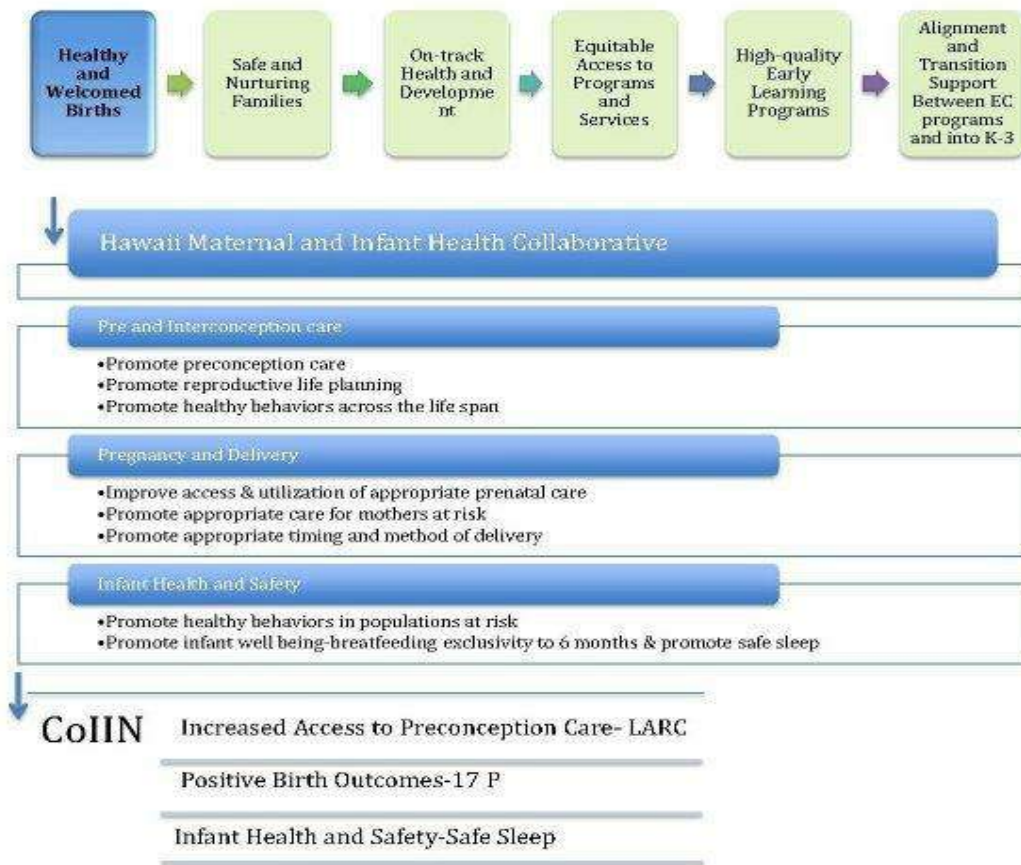 Healthy
and
Welcomed
Births
Safe and
Nurturing
Families
On-track
Health and
Developme
nt
Equitable
Access to
Programs
and
Services
High-quality
Early
Learning
Programs
Alignment
and
Transition
Support
Between EC
programs
and into K-3
Hawaii Maternal and Infant Health Collaborative
Pre and Interconception care
•Promote preconception care
•Promote reproductive life planning
•Promote healthy behaviors across the life span
Pregnancy and Delivery
•Improve access & utilization of appropriate prenatal care
•Promote appropriate care for mothers at risk
•Promote appropriate timing and method of delivery
Infant Health and Safety
•Promote healthy behaviors in populations at risk
•Promote infant well being-breastfeeding exclusivity to 6 months & promote safe sleep
CoIIN
Increased Access to Preconception Care- LARC
Positive Birth Outcomes-17 P
Infant Health and Safety-Safe Sleep